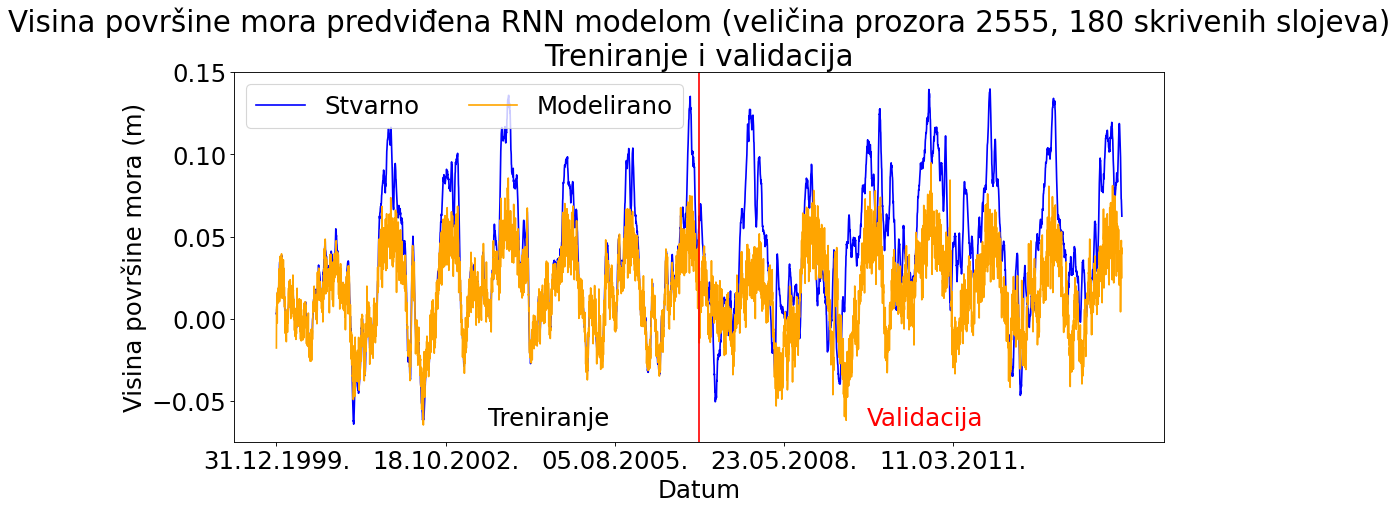 Visina površine mora predviđena RNN modelom (veličina prozora 2555, 180 skrivenih slojeva)
Treniranje i validacija
Stvarno
Modelirano
Visina površine mora (m)
0.15
0.10
0.05
0.00
−0.05
Treniranje
Validacija
31.12.1999.
18.10.2002.
05.08.2005.
23.05.2008.
11.03.2011.
Datum